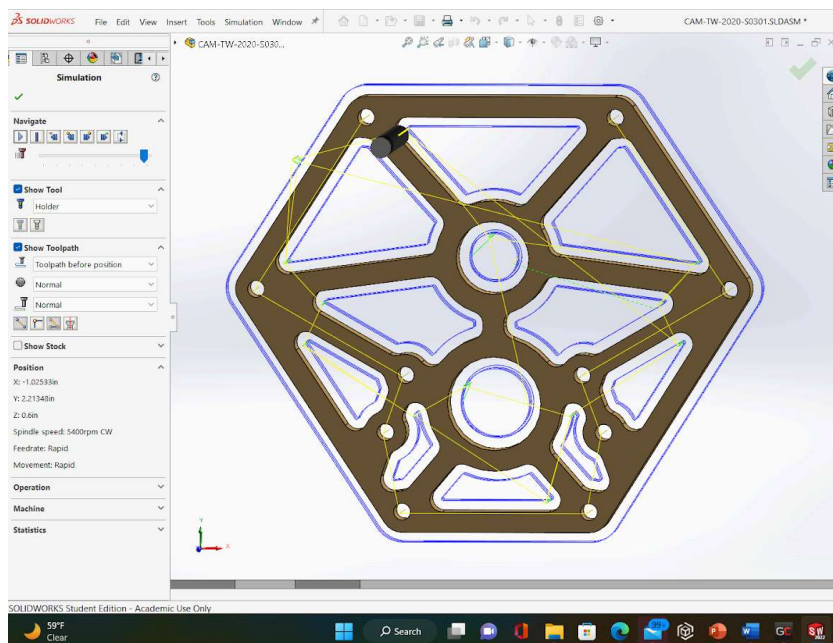 SOLIDWORKS File Edit View Insert Tools Simulation Window CAM-TW-2020-S0301.SLDASM *
CAM-TW-2020-S030...
Simulation
Navigate
Show Tool
Holder
Show Toolpath
Toolpath before position
Normal
Normal
Show Stock
Position
X: -1.02533in
Y: 2.21348in
Z: 0.6in
Spindle speed: 5400rpm CW
Feedrate: Rapid
Movement: Rapid
Operation
Machine
Statistics
Y
X
SOLIDWORKS Student Edition - Academic Use Only
59°F
Clear
Search
99+
GC
SW